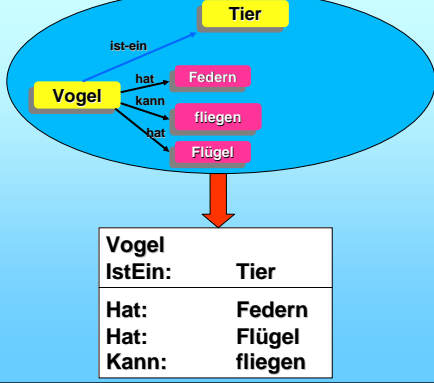 Tier
ist-ein
hat
Federn
Vogel
kann
fliegen
hat
Flügel
Vogel
IstEin: Tier
Hat: Federn
Hat: Flügel
Kann: fliegen